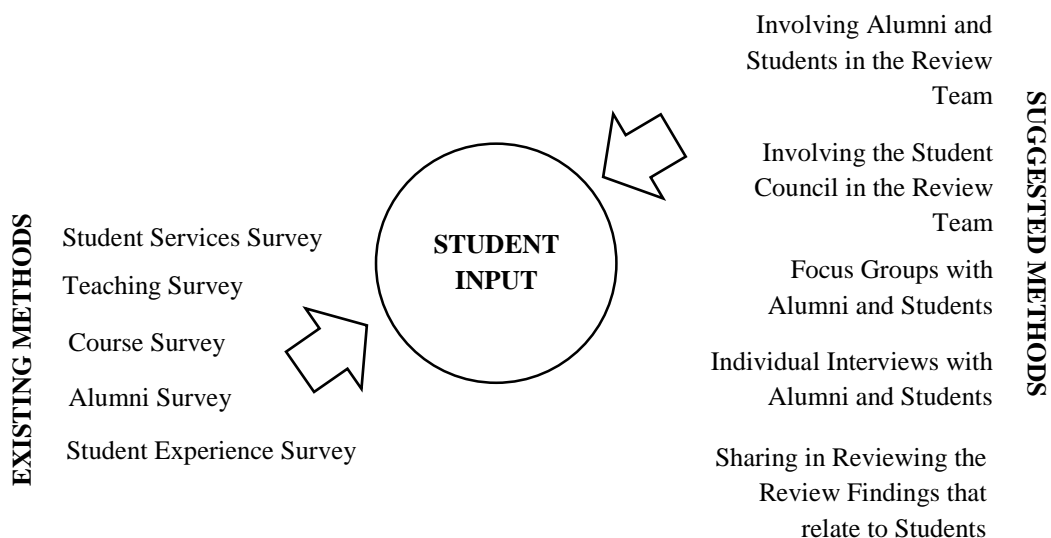 EXISTING METHODS
Student Services Survey
Teaching Survey
Course Survey
Alumni Survey
Student Experience Survey
STUDENT
INPUT
Involving Alumni and
Students in the Review
Team
Involving the Student
Council in the Review
Team
Focus Groups with
Alumni and Students
Individual Interviews with
Alumni and Students
Sharing in Reviewing the
Review Findings that
relate to Students
SUGGESTED METHODS